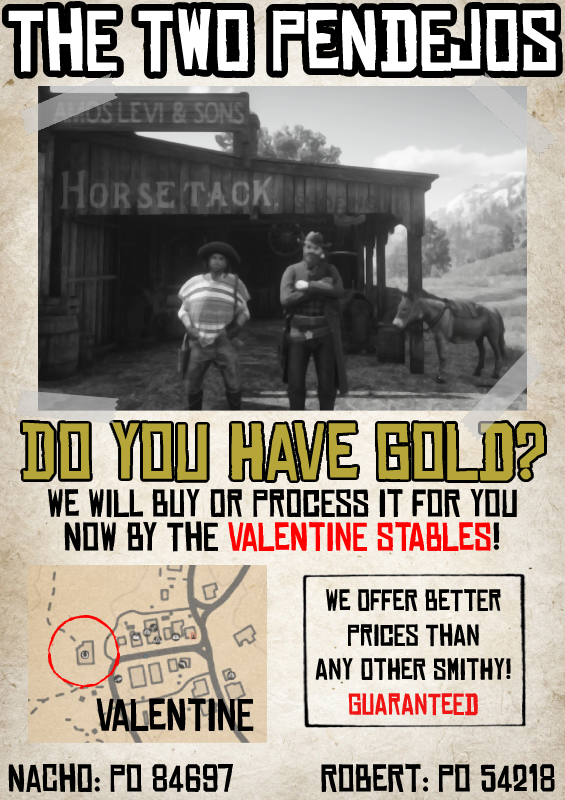 THE TWO PENDEJOS
AMOS LEVI & SONS
HORSE TACK.
DO YOU HAVE GOLD?
WE WILL BUY OR PROCESS IT FOR YOU
NOW BY THE VALENTINE STABLES!
WE OFFER BETTER
PRICES THAN
ANY OTHER SMITHY!
GUARANTEED
VALENTINE
NACHO: PO 84697
ROBERT: PO 54218